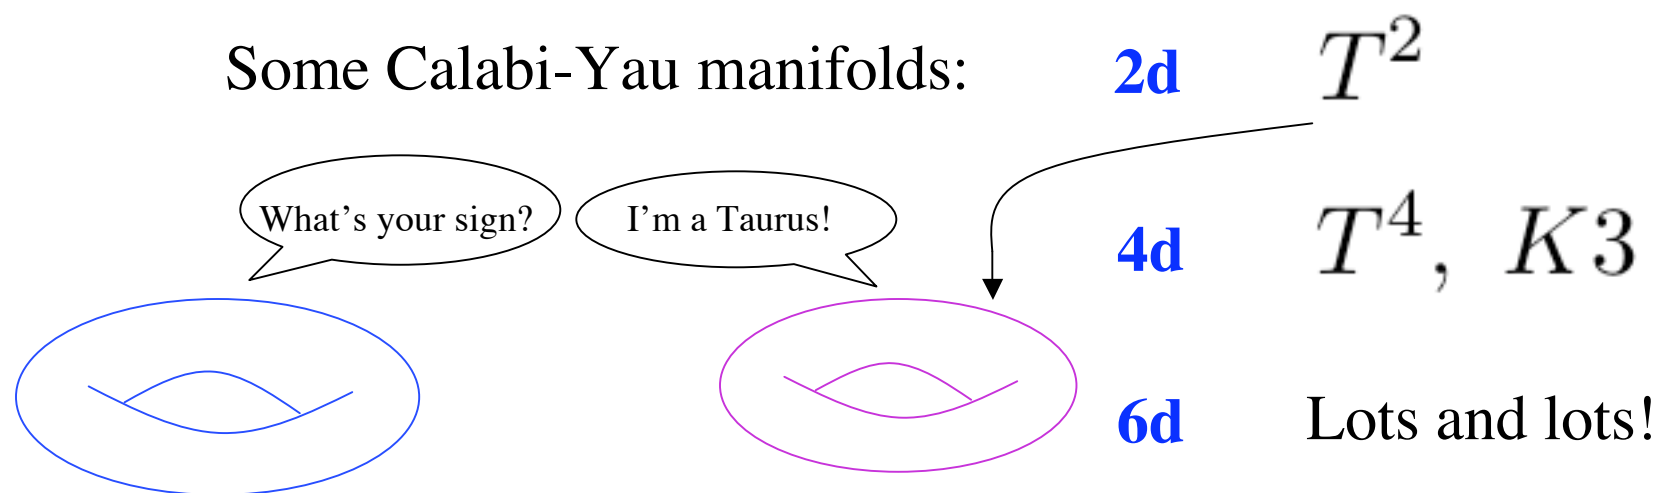 Some Calabi-Yau manifolds:
2d T²
What's your sign?
I'm a Taurus!
4d T⁴, K3
6d Lots and lots!